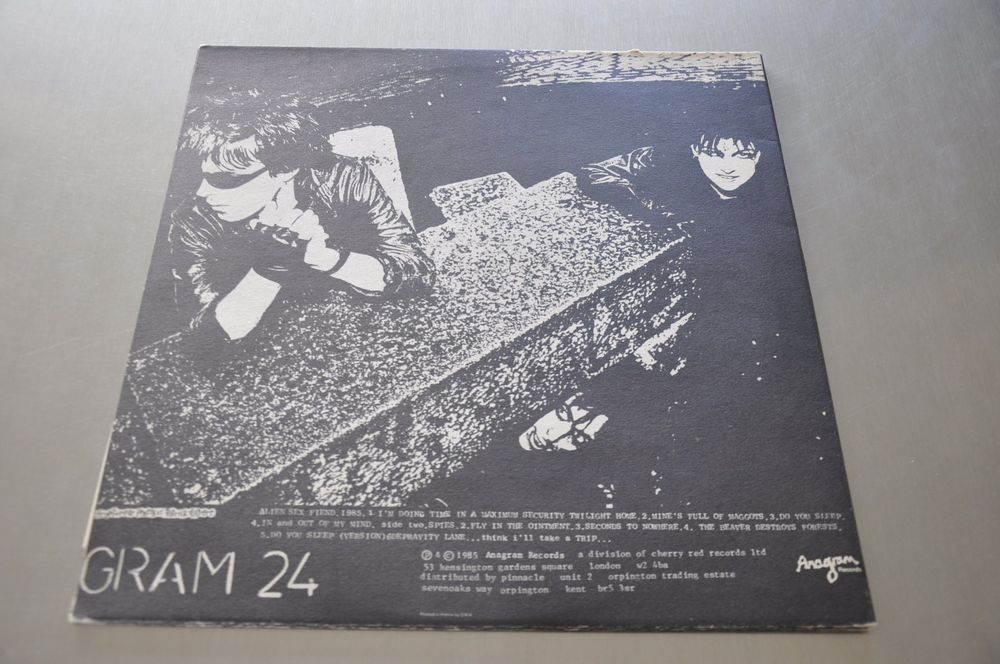 ALIEN SEX FIEND,1985, 1 I'M DOING TIME IN A MAXIMUM SECURITY TWILIGHT HOME,2,MINE'S FULL OF MAGGOTS,3,DO YOU SLEEP,
4,IN and OUT OF MY MIND, side two,SPIES,2,FLY IN THE OINTMENT,3,SECONDS TO NOWHERE,4, THE BEAVER DESTROYS FORESTS,
5,DO YOU SLEEP (VERSION)6DEPRAVITY LANE...think i'll take a TRIP...
GRAM 24
℗ & © 1985 Anagram Records a division of cherry red records ltd
53 kensington gardens square london w2 4ba
distributed by pinnacle unit 2 orpington trading estate
sevenoaks way orpington kent br5 3sr
Anagram
Records